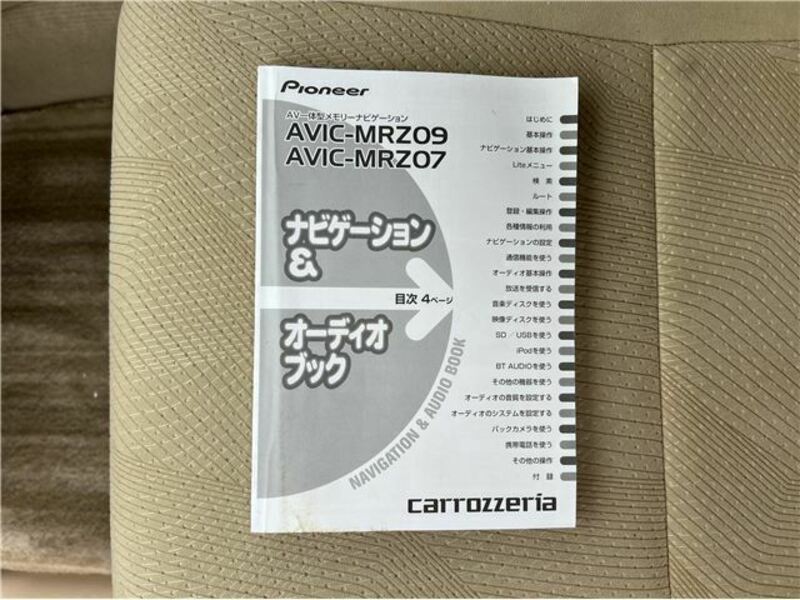 Pioneer
AV一体型メモリーナビゲーション
AVIC-MRZ09
AVIC-MRZ07
ナビゲーション
&
オーディオ
ブック
目次 4ページ
NAVIGATION & AUDIO BOOK
はじめに
基本操作
ナビゲーション基本操作
Liteメニュー
検 索
ルート
登録・編集操作
各種情報の利用
ナビゲーションの設定
通信機能を使う
オーディオ基本操作
放送を受信する
音楽ディスクを使う
映像ディスクを使う
SD／USBを使う
iPodを使う
BT AUDIOを使う
その他の機器を使う
オーディオの音質を設定する
オーディオのシステムを設定する
バックカメラを使う
携帯電話を使う
その他の操作
付 録
carrozzeria